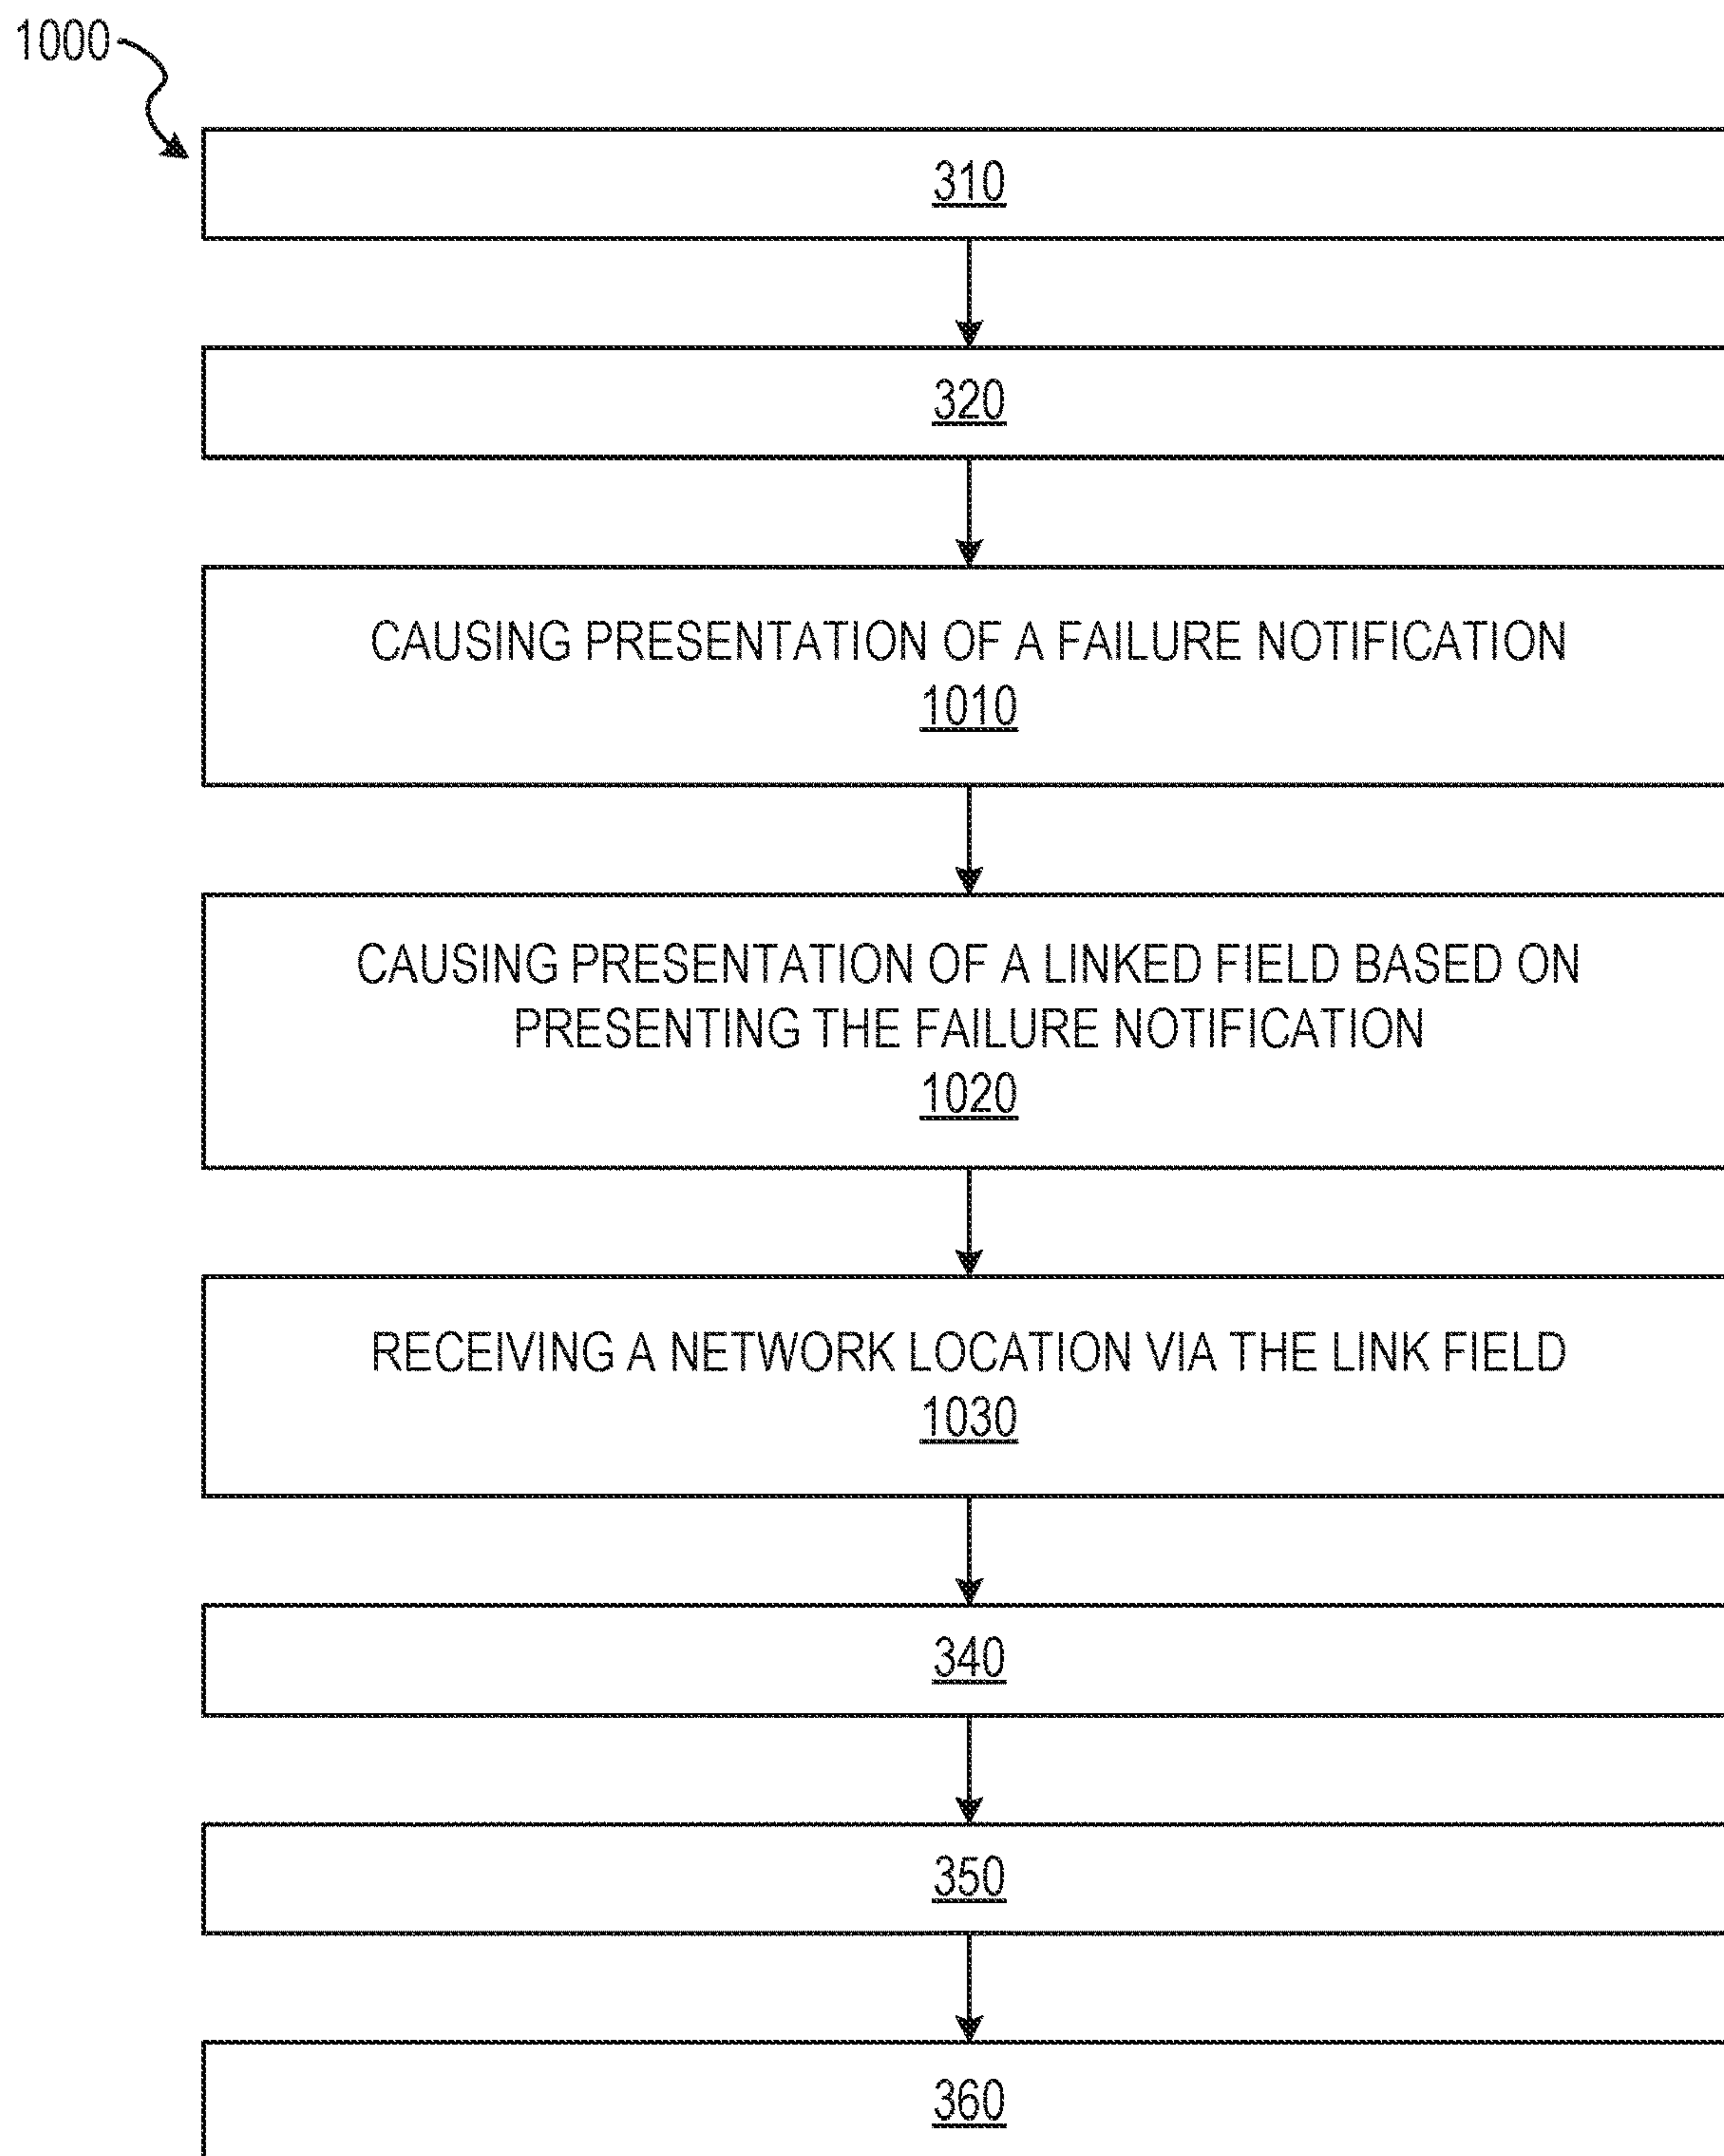 1000
310
320
CAUSING PRESENTATION OF A FAILURE NOTIFICATION
1010
CAUSING PRESENTATION OF A LINKED FIELD BASED ON
PRESENTING THE FAILURE NOTIFICATION
1020
RECEIVING A NETWORK LOCATION VIA THE LINK FIELD
1030
340
350
360